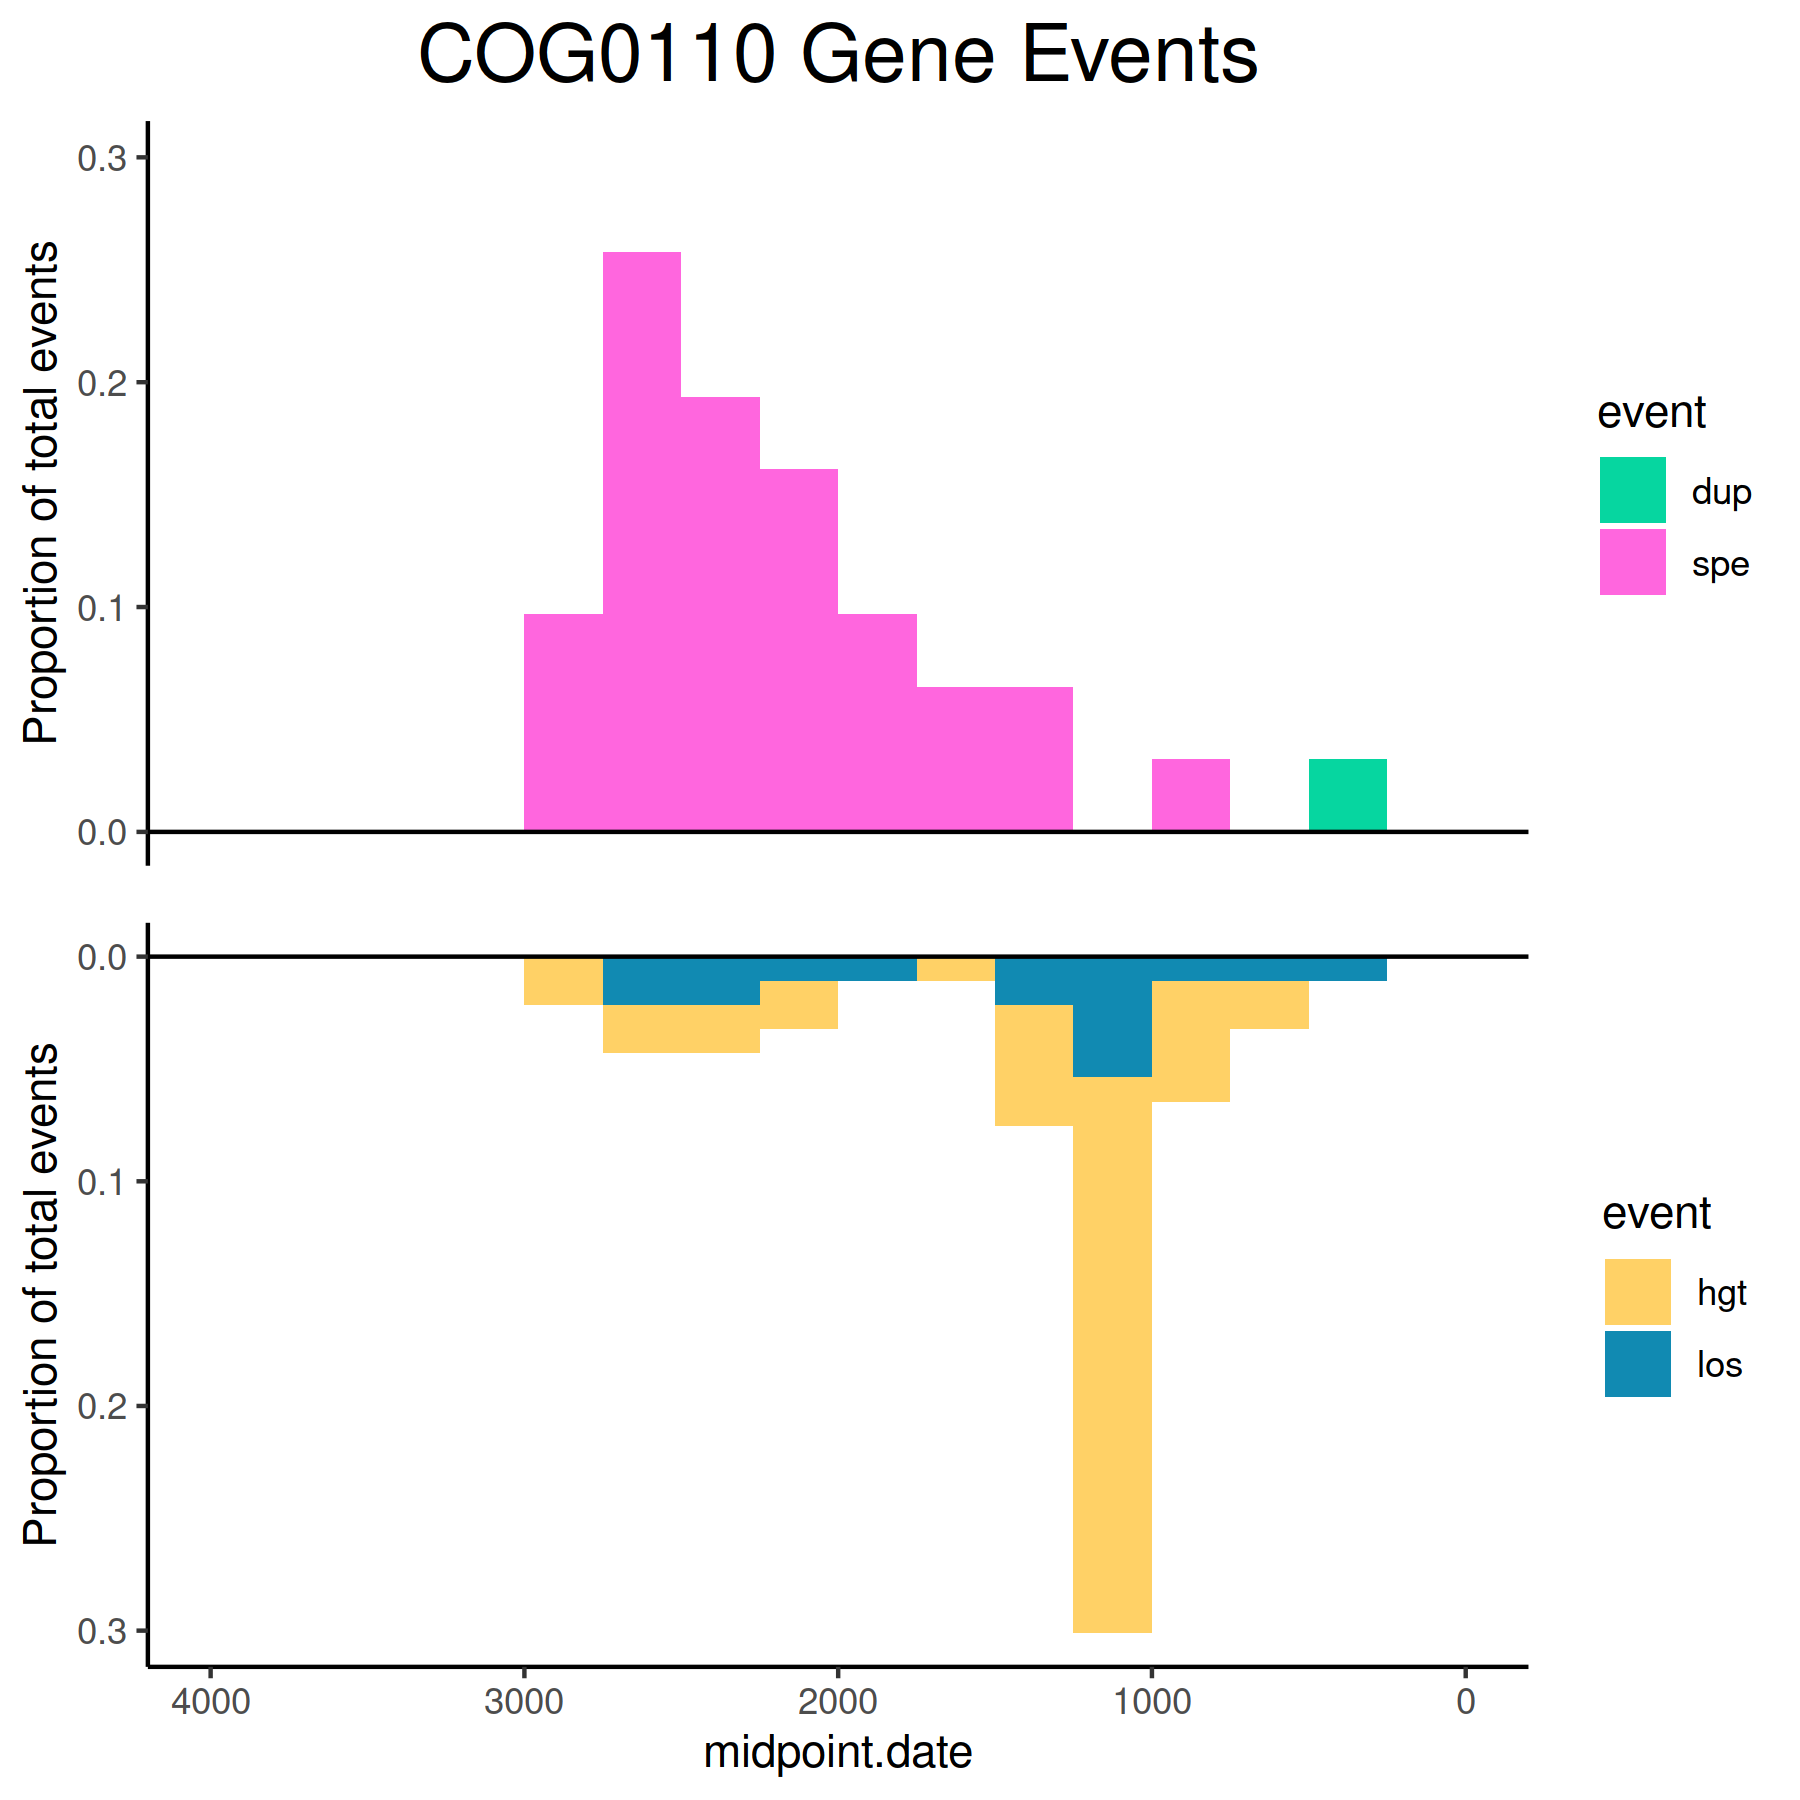 COG0110 Gene Events
Proportion of total events
0.3
0.2
0.1
0.0
event
dup
spe
Proportion of total events
0.0
0.1
0.2
0.3
event
hgt
los
4000 3000 2000 1000 0
midpoint.date